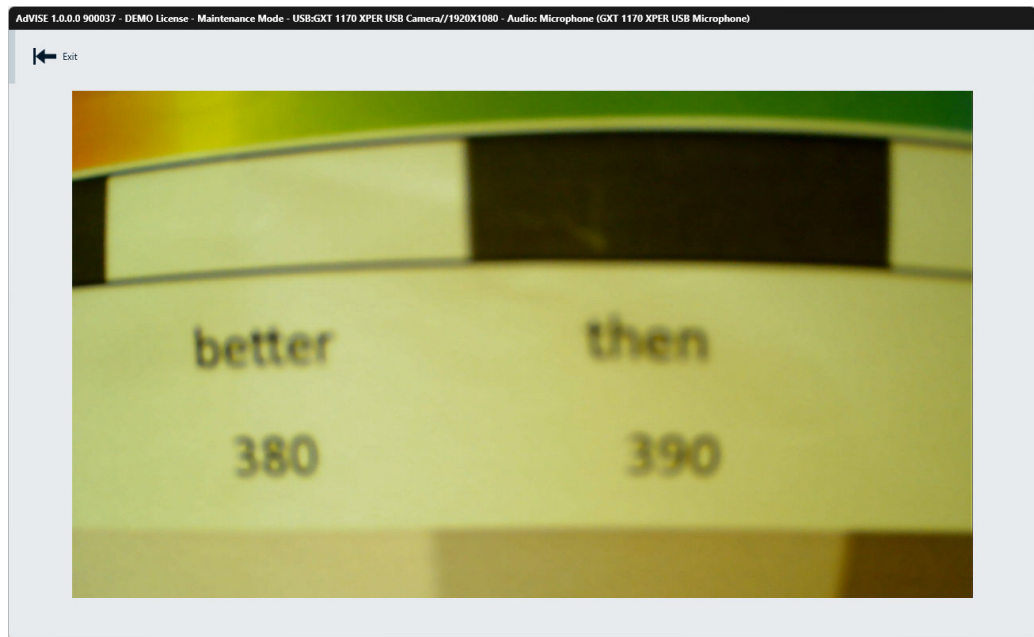 AdVISE 1.0.0.0 900037 - DEMO License - Maintenance Mode - USB:GXT 1170 XPER USB Camera//1920X1080 - Audio: Microphone (GXT 1170 XPER USB Microphone)
Exit
better then
380 390